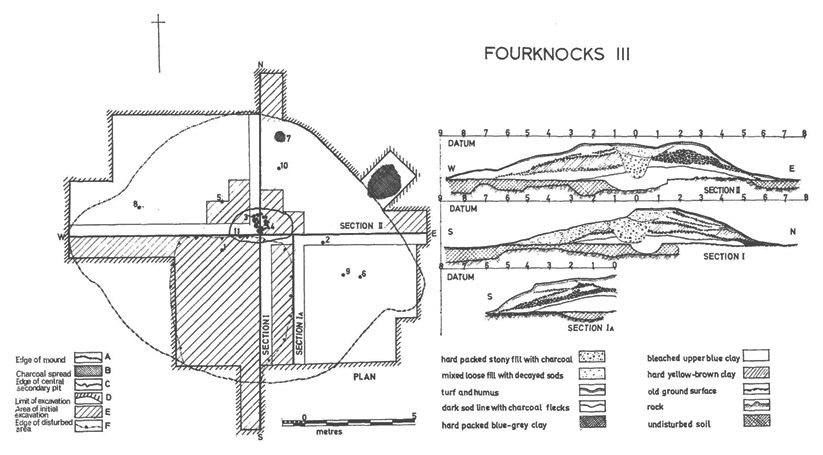 FOURKNOCKS III
N
7
10
5
8
3
4
11
SECTION II
W
E
1
2
9
6
SECTION I
SECTION IA
PLAN
S
0 5
metres
Edge of mound A
Charcoal spread B
Edge of central
secondary pit C
Limit of excavation D
Area of initial
excavation E
Edge of disturbed
area F
9 8 7 6 5 4 3 2 1 0 1 2 3 4 5 6 7 8
DATUM
W E
SECTION II
9 8 7 6 5 4 3 2 1 0 1 2 3 4 5 6 7 8
DATUM
S N
SECTION I
8 7 6 5 4 3 2 1 0
DATUM
S
SECTION IA
hard packed stony fill with charcoal
mixed loose fill with decayed sods
turf and humus
dark sod line with charcoal flecks
hard packed blue-grey clay
bleached upper blue clay
hard yellow-brown clay
old ground surface
rock
undisturbed soil